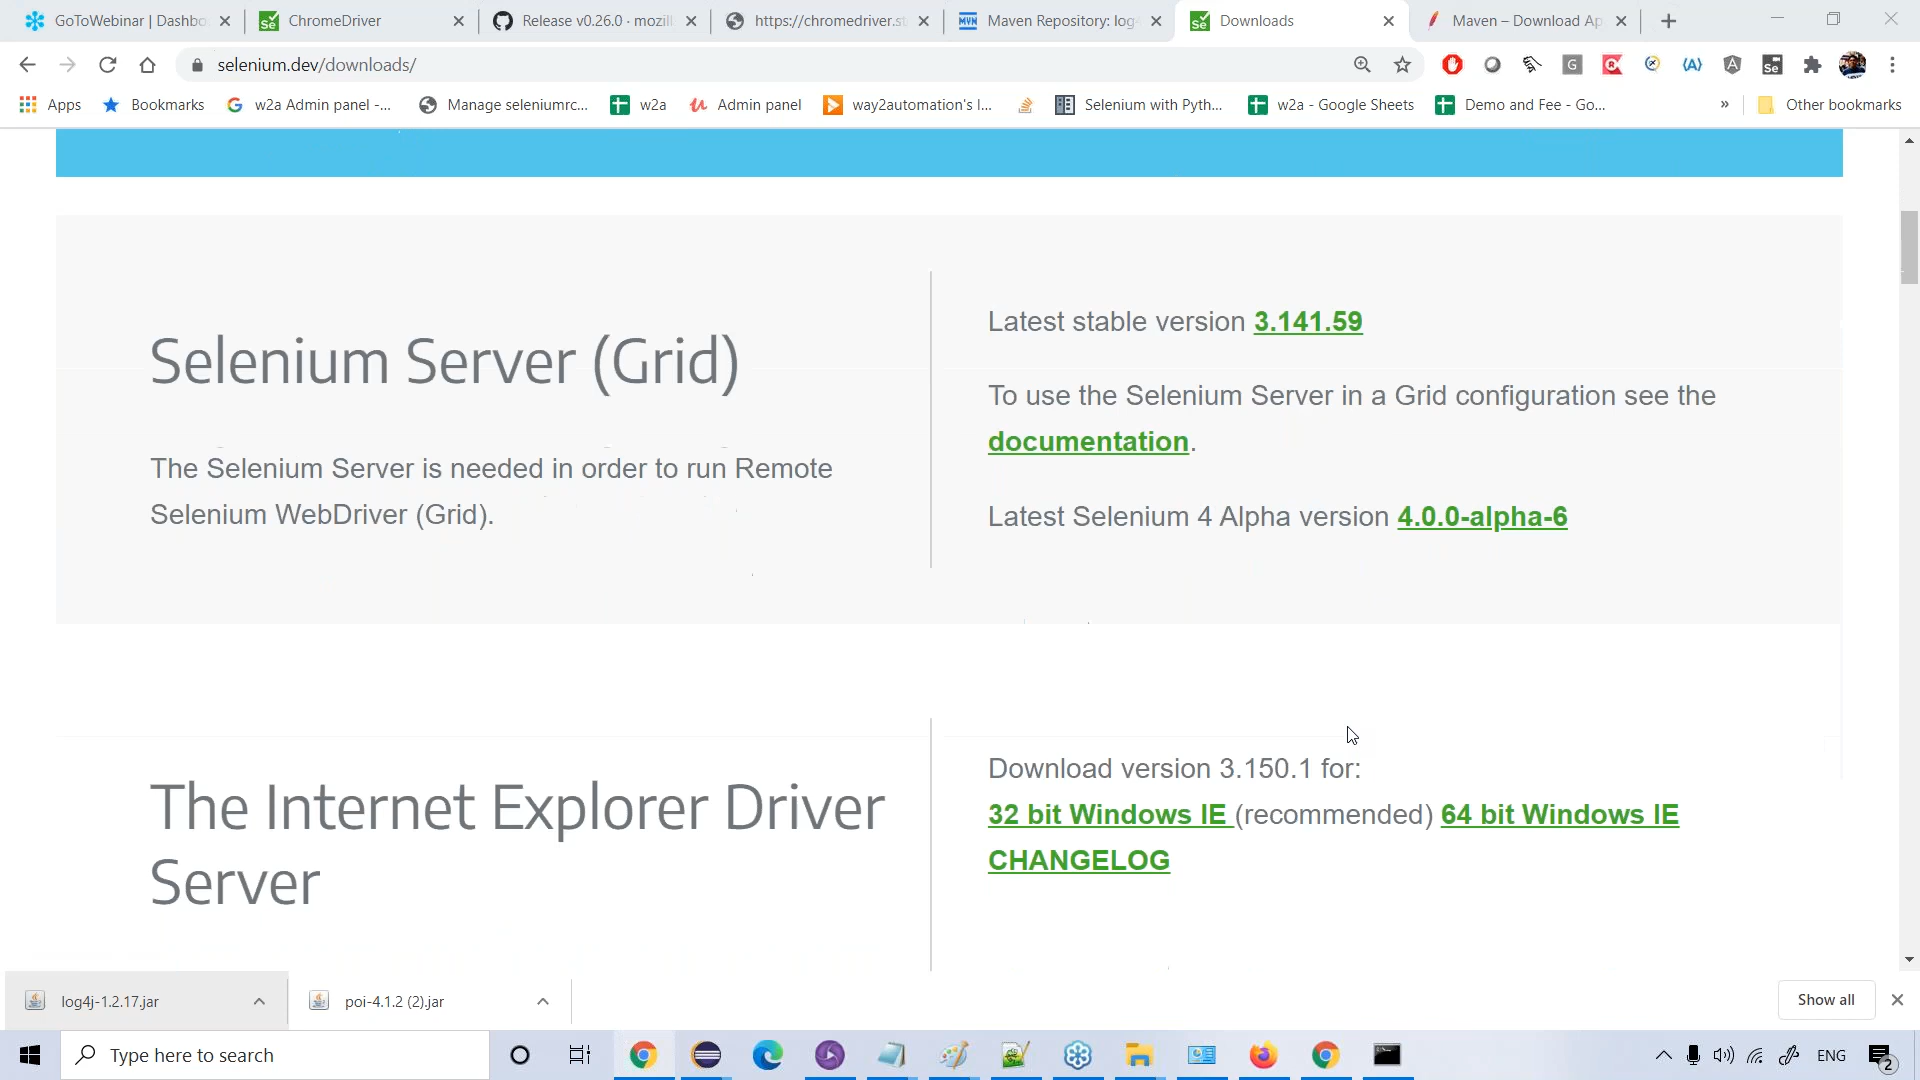 GoToWebinar | Dashbo
ChromeDriver
Release v0.26.0 · mozill
https://chromedriver.st
Maven Repository: log4
Downloads
Maven – Download Ap
selenium.dev/downloads/
Apps
Bookmarks
w2a Admin panel -...
Manage seleniumrc...
w2a
Admin panel
way2automation's l...
Selenium with Pyth...
w2a - Google Sheets
Demo and Fee - Go...
»
Other bookmarks
Selenium Server (Grid)
The Selenium Server is needed in order to run Remote
Selenium WebDriver (Grid).
Latest stable version 3.141.59
To use the Selenium Server in a Grid configuration see the
documentation.
Latest Selenium 4 Alpha version 4.0.0-alpha-6
The Internet Explorer Driver
Server
Download version 3.150.1 for:
32 bit Windows IE (recommended) 64 bit Windows IE
CHANGELOG
log4j-1.2.17.jar
poi-4.1.2 (2).jar
Show all
Type here to search
ENG
2